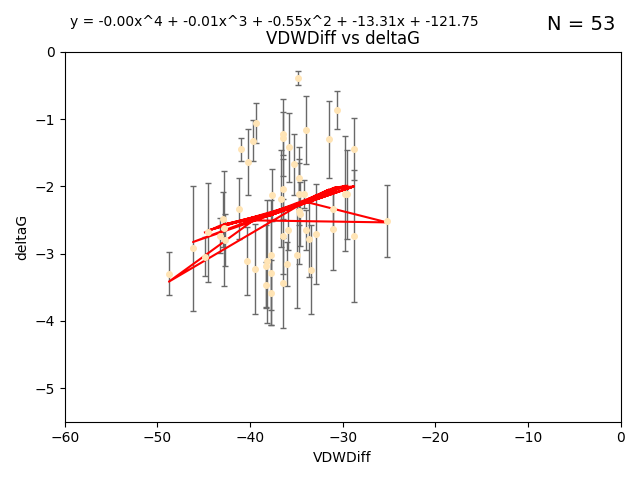 y = -0.00x^4 + -0.01x^3 + -0.55x^2 + -13.31x + -121.75
N = 53
VDWDiff vs deltaG
0
−1
−2
−3
−4
−5
deltaG
−60 −50 −40 −30 −20 −10 0
VDWDiff